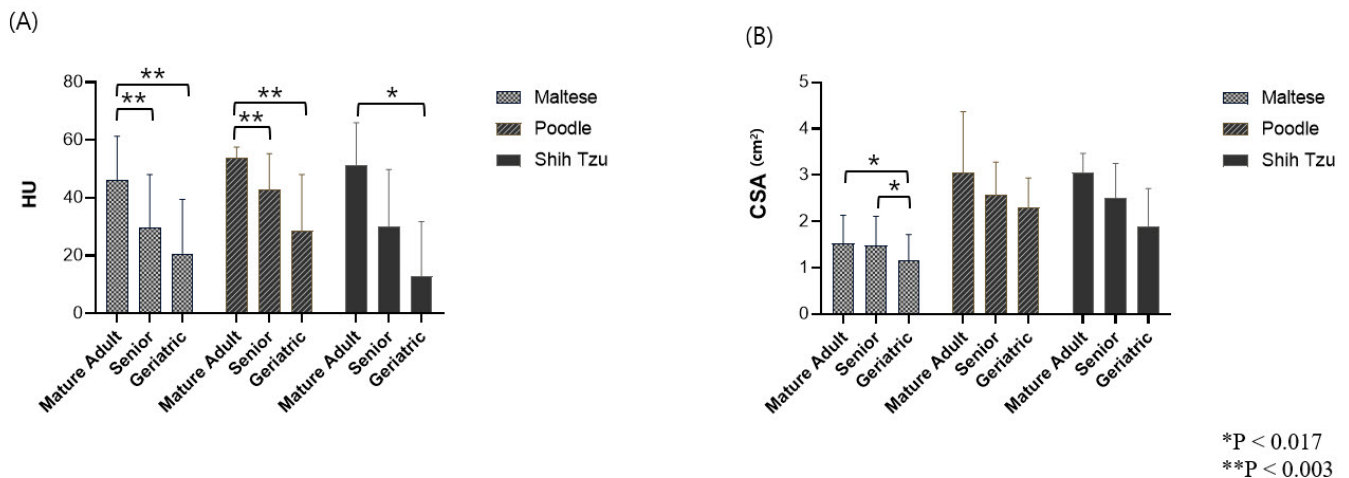 (A)
80
60
40
20
0
HU
**
**
**
**
*
Mature Adult
Senior
Geriatric
Mature Adult
Senior
Geriatric
Mature Adult
Senior
Geriatric
Maltese
Poodle
Shih Tzu
(B)
5
4
3
2
1
0
CSA (cm²)
*
*
Mature Adult
Senior
Geriatric
Mature Adult
Senior
Geriatric
Mature Adult
Senior
Geriatric
Maltese
Poodle
Shih Tzu
*P < 0.017
**P < 0.003